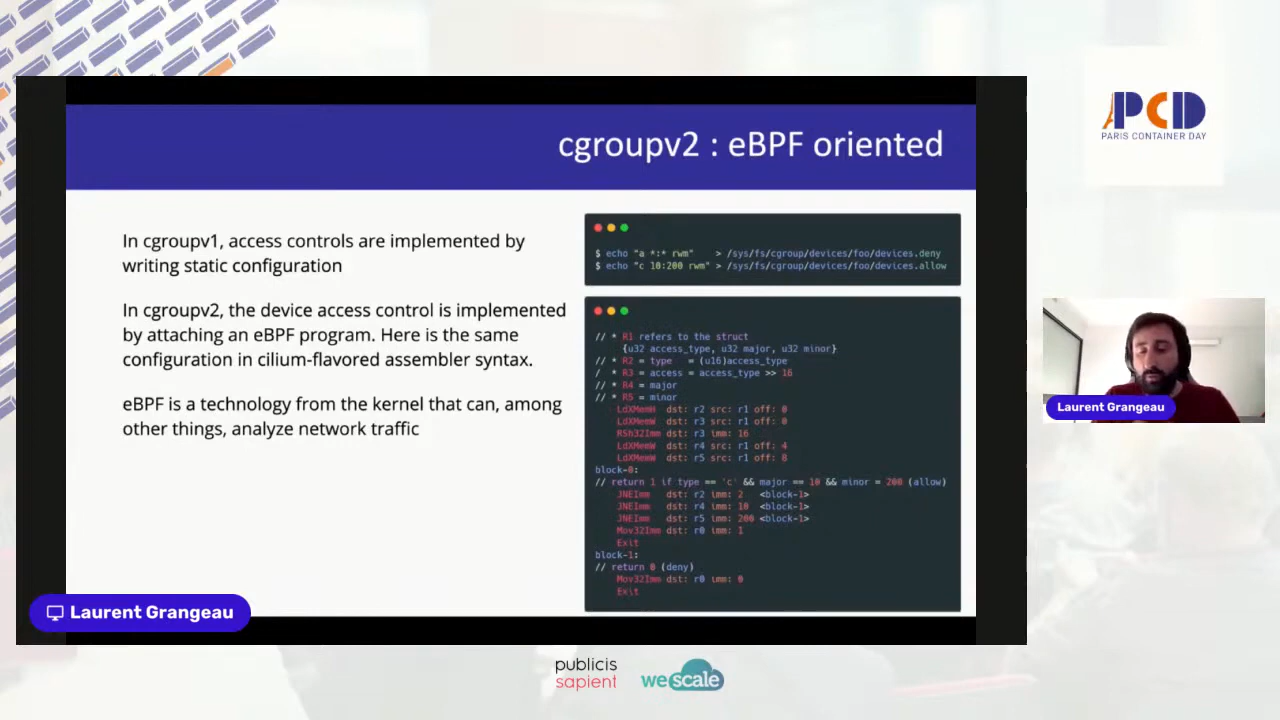 cgroupv2 : eBPF oriented
In cgroupv1, access controls are implemented by
writing static configuration
In cgroupv2, the device access control is implemented
by attaching an eBPF program. Here is the same
configuration in cilium-flavored assembler syntax.
eBPF is a technology from the kernel that can, among
other things, analyze network traffic
$ echo "a *:* rwm" > /sys/fs/cgroup/devices/foo/devices.deny
$ echo "c 10:200 rwm" > /sys/fs/cgroup/devices/foo/devices.allow
// * R1 refers to the struct
{u32 access_type, u32 major, u32 minor}
// * R2 = type = (u16)access_type
/ * R3 = access = access_type >> 16
// * R4 = major
// * R5 = minor
LdXMemH dst: r2 src: r1 off: 0
LdXMemW dst: r3 src: r1 off: 0
RSh32Imm dst: r3 imm: 16
LdXMemW dst: r4 src: r1 off: 4
LdXMemW dst: r5 src: r1 off: 8
block-0:
// return 1 if type == 'c' && major == 10 && minor = 200 (allow)
JNEImm dst: r2 imm: 2 <block-1>
JNEImm dst: r4 imm: 10 <block-1>
JNEImm dst: r5 imm: 200 <block-1>
Mov32Imm dst: r0 imm: 1
Exit
block-1:
// return 0 (deny)
Mov32Imm dst: r0 imm: 0
Exit
Laurent Grangeau
PCD
PARIS CONTAINER DAY
Laurent Grangeau
publicis
sapient
wescale